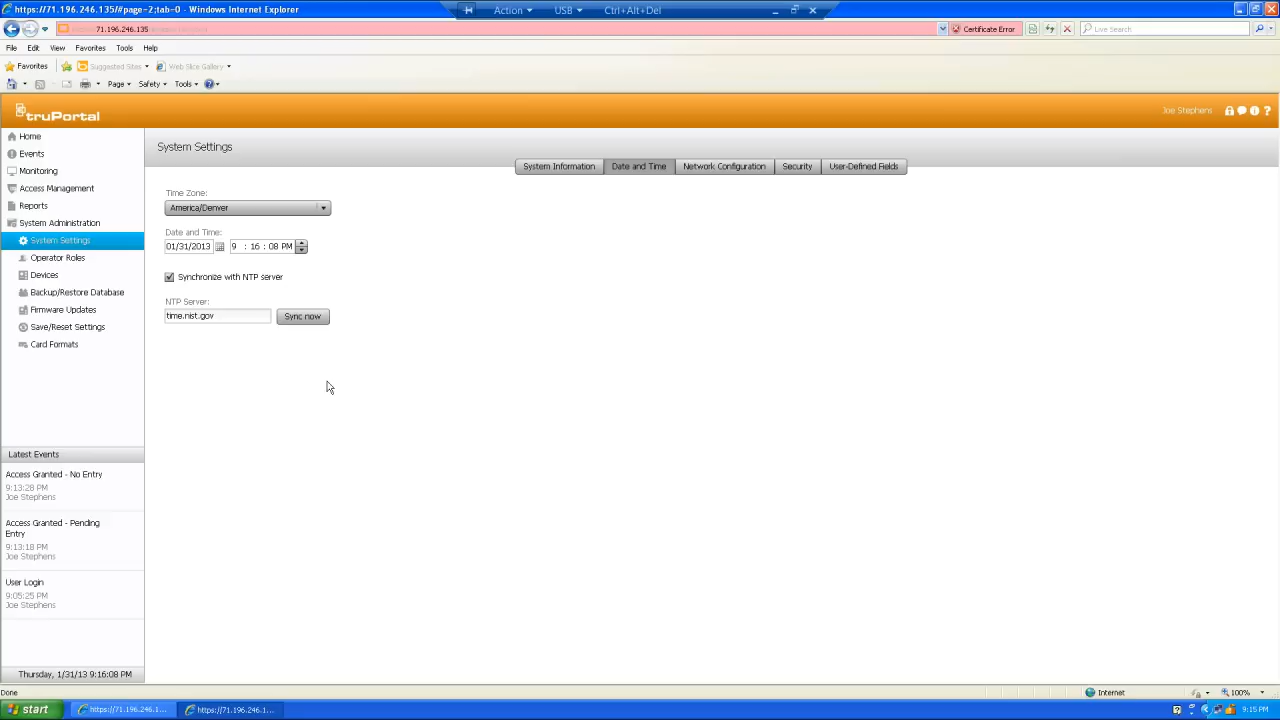 https://71.196.246.135/#page-2;tab-0 - Windows Internet Explorer
Action
USB
Ctrl+Alt+Del
71.196.246.135
Certificate Error
Live Search
File Edit View Favorites Tools Help
Favorites
Suggested Sites
Web Slice Gallery
Page Safety Tools
truPortal
Joe Stephens
Home
Events
Monitoring
Access Management
Reports
System Administration
System Settings
Operator Roles
Devices
Backup/Restore Database
Firmware Updates
Save/Reset Settings
Card Formats
System Settings
System Information
Date and Time
Network Configuration
Security
User-Defined Fields
Time Zone:
America/Denver
Date and Time:
01/31/2013
9 : 16 : 08 PM
Synchronize with NTP server
NTP Server:
time.nist.gov
Sync now
Latest Events
Access Granted - No Entry
9:13:28 PM
Joe Stephens
Access Granted - Pending
Entry
9:13:18 PM
Joe Stephens
User Login
9:05:25 PM
Joe Stephens
Thursday, 1/31/13 9:16:08 PM
Done
Internet
100%
start
https://71.196.246.1...
https://71.196.246.1...
9:15 PM